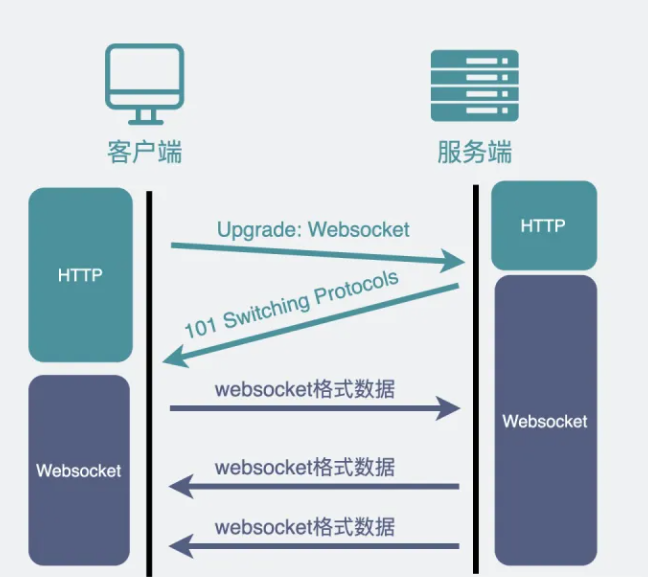 客户端
服务端
HTTP
Upgrade: Websocket
HTTP
101 Switching Protocols
websocket格式数据
Websocket
Websocket
websocket格式数据
websocket格式数据